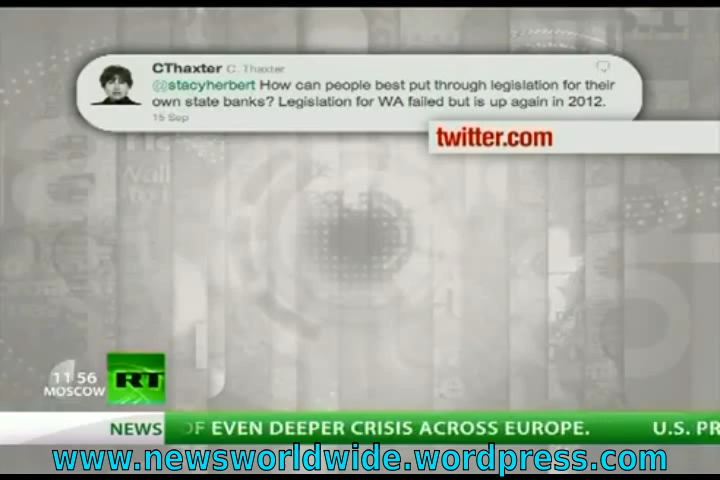 CThaxter C. Thaxter
@stacyherbert How can people best put through legislation for their
own state banks? Legislation for WA failed but is up again in 2012.
15 Sep
twitter.com
11:56
MOSCOW
RT
NEWS OF EVEN DEEPER CRISIS ACROSS EUROPE. U.S. PR
www.newsworldwide.wordpress.com